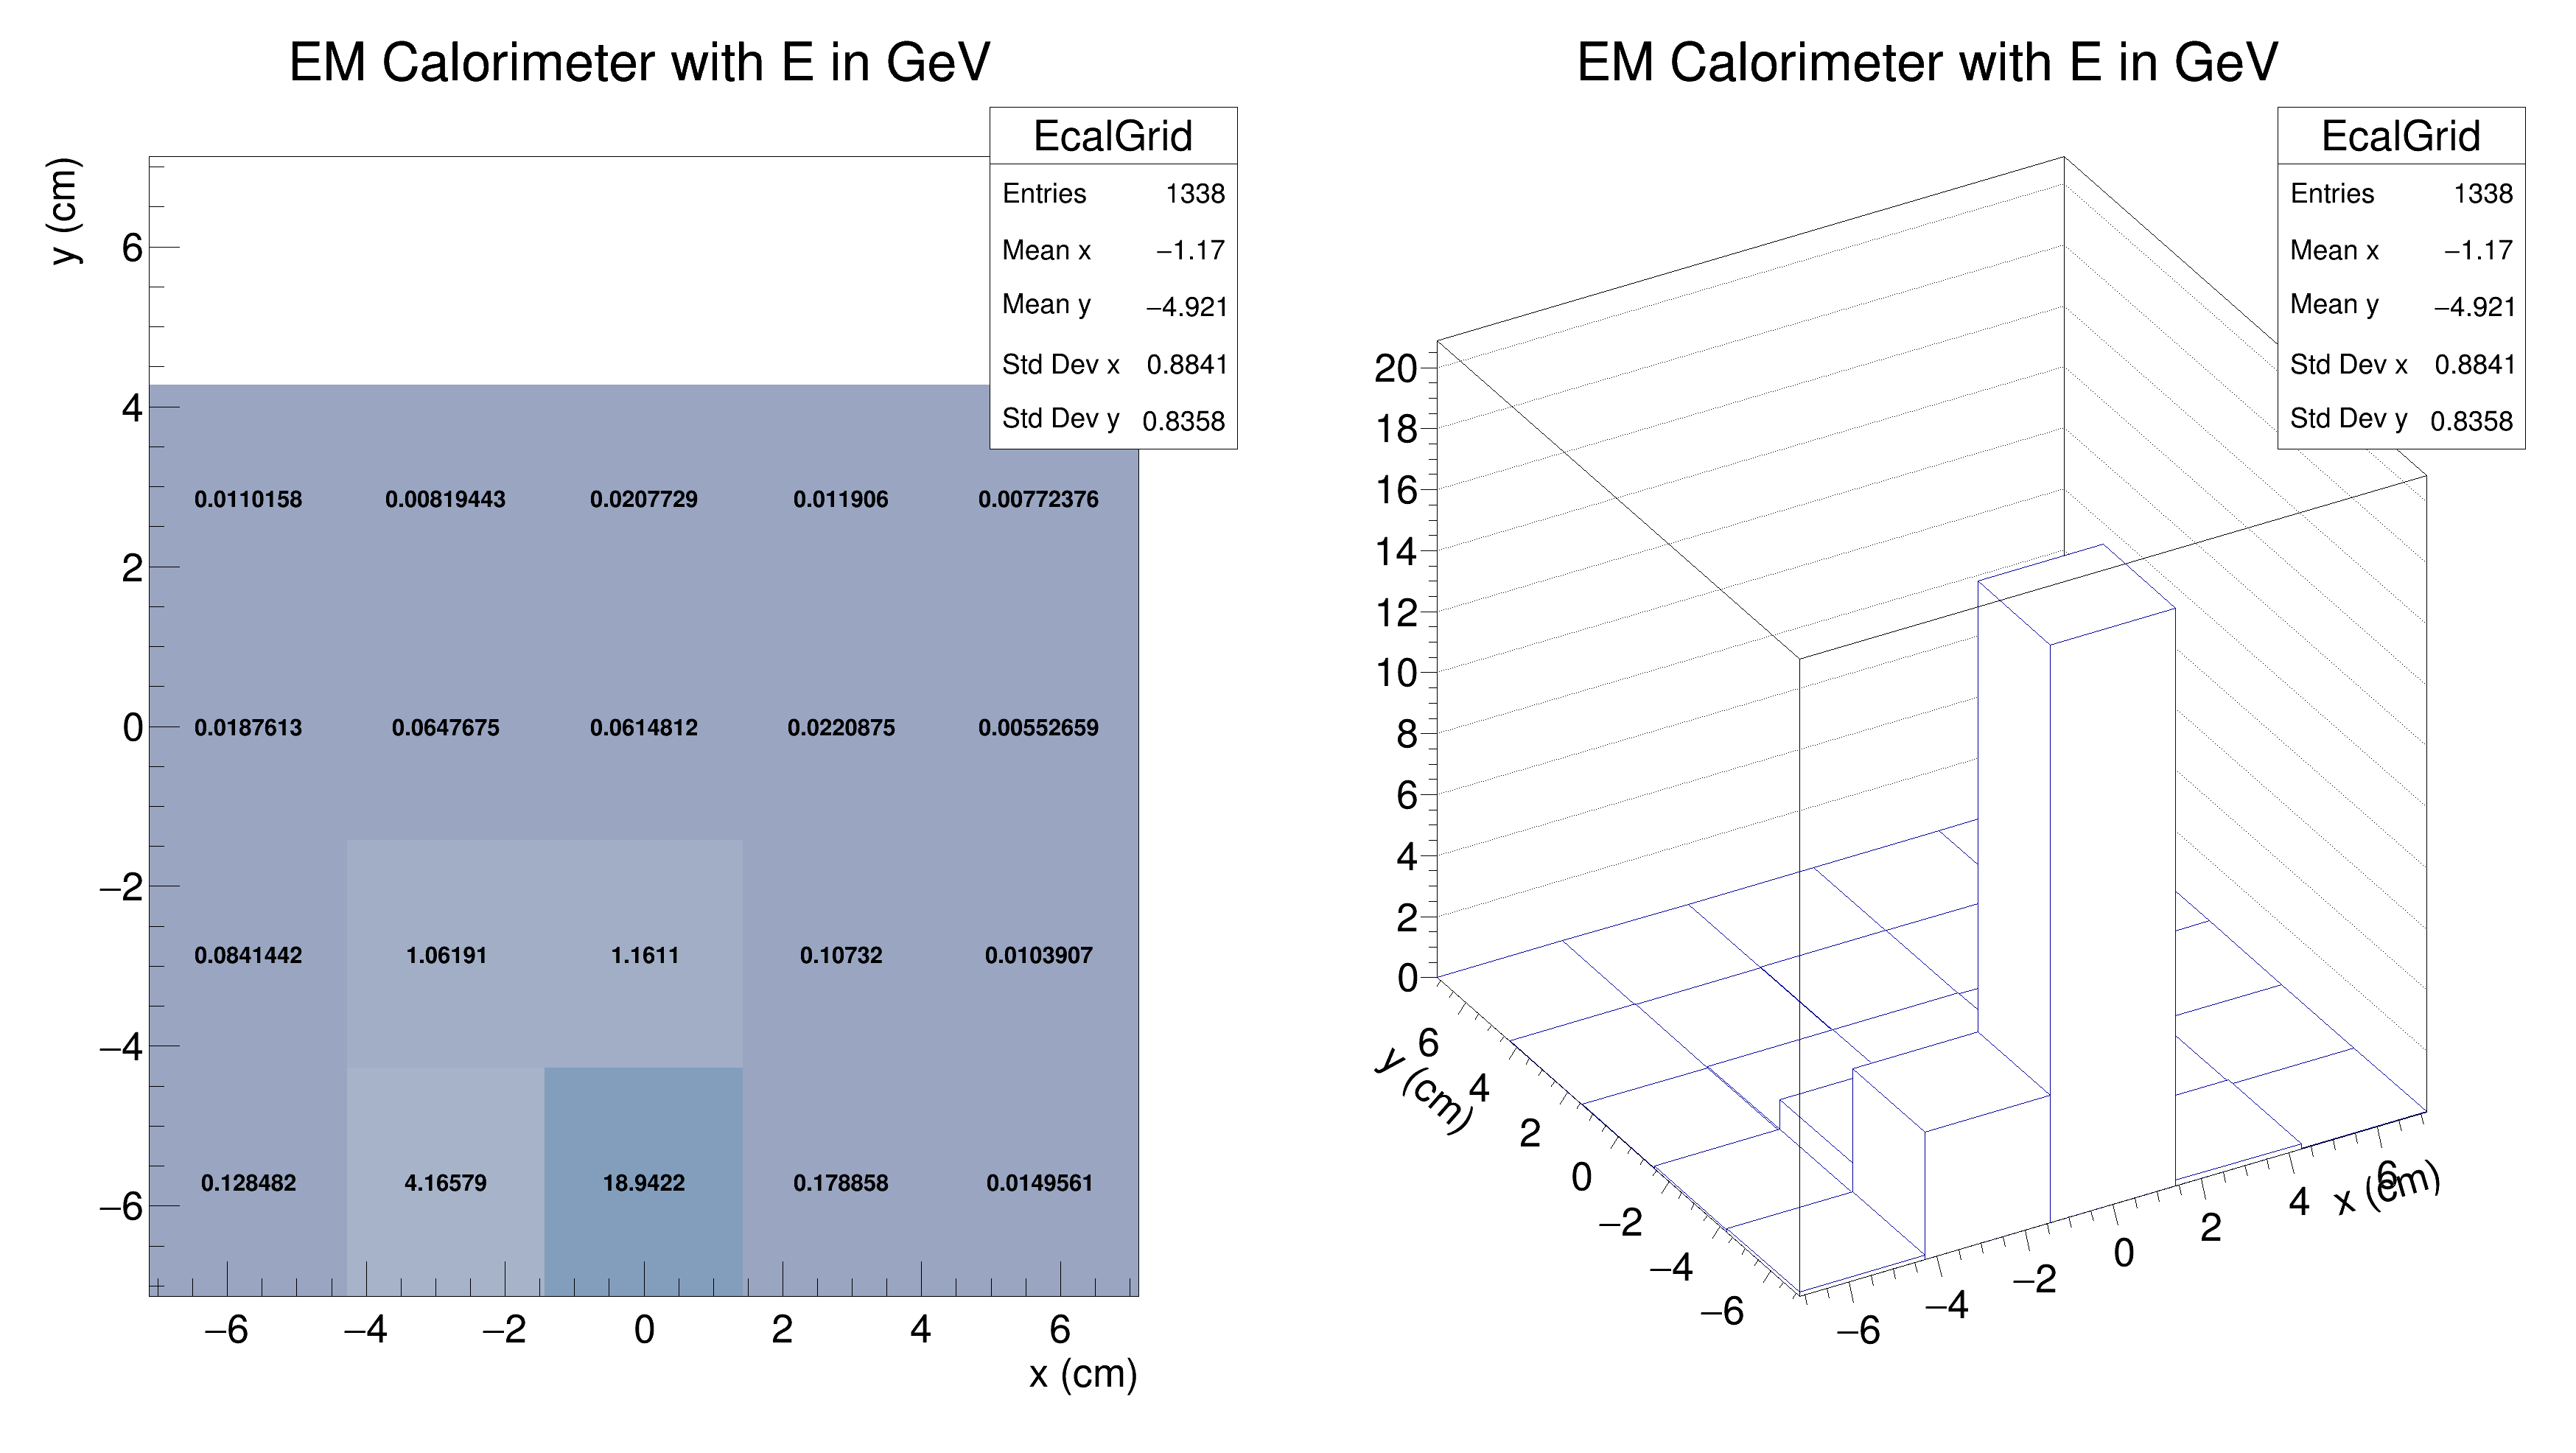 EM Calorimeter with E in GeV
EcalGrid
Entries 1338
Mean x −1.17
Mean y −4.921
Std Dev x 0.8841
Std Dev y 0.8358
y (cm)
6
4
2
0
−2
−4
−6
0.0110158 0.00819443 0.0207729 0.011906 0.00772376
0.0187613 0.0647675 0.0614812 0.0220875 0.00552659
0.0841442 1.06191 1.1611 0.10732 0.0103907
0.128482 4.16579 18.9422 0.178858 0.0149561
−6 −4 −2 0 2 4 6
x (cm)
EM Calorimeter with E in GeV
EcalGrid
Entries 1338
Mean x −1.17
Mean y −4.921
Std Dev x 0.8841
Std Dev y 0.8358
20
18
16
14
12
10
8
6
4
2
0
y (cm)
6
4
2
0
−2
−4
−6
−6 −4 −2 0 2 4 6
x (cm)